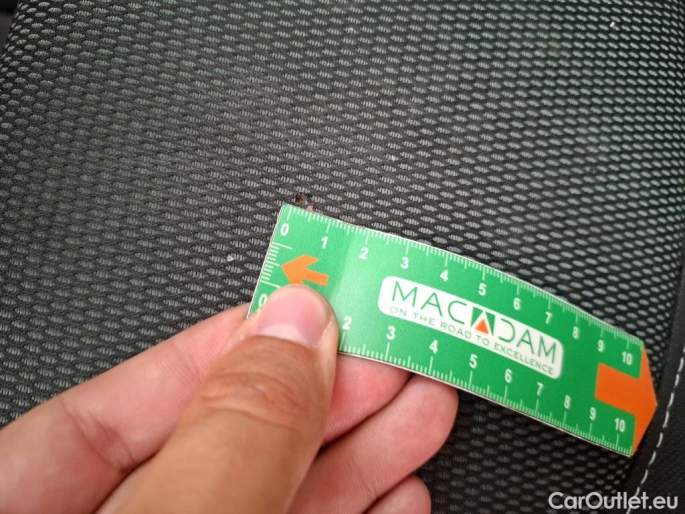 0 1 2 3 4 5 6 7 8 9 10
MACADAM
ON THE ROAD TO EXCELLENCE
0 2 3 4 5 6 7 8 9 10
CarOutlet.eu